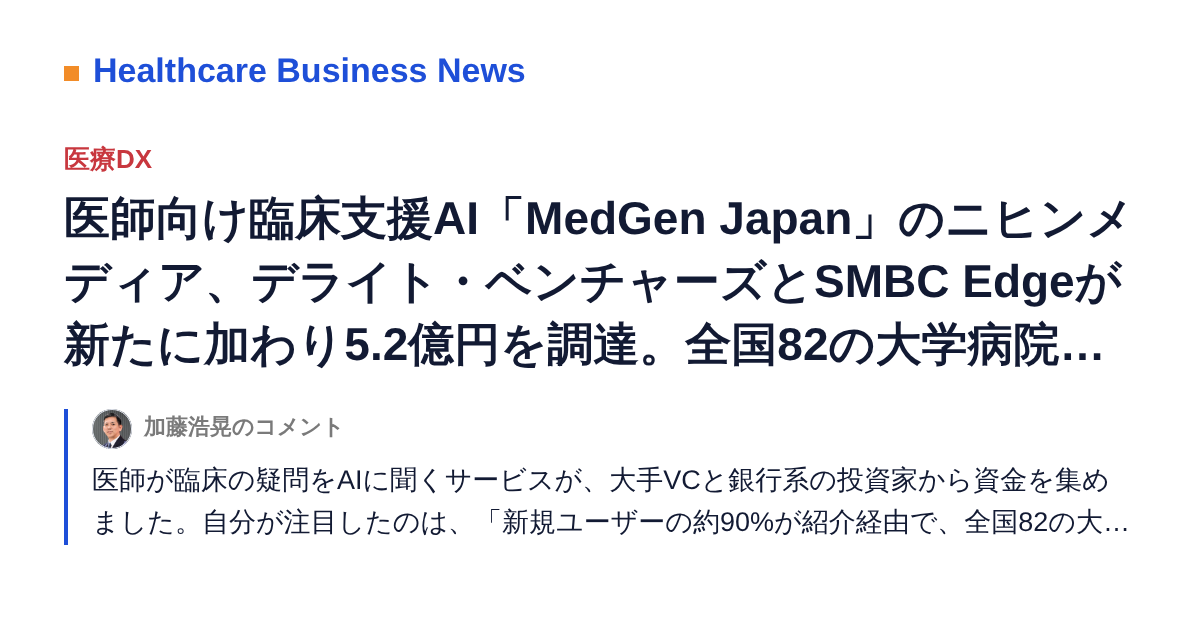 Healthcare Business News
医療DX
医師向け臨床支援AI「MedGen Japan」のニヒンメ
ディア、デライト・ベンチャーズとSMBC Edgeが
新たに加わり5.2億円を調達。全国82の大学病院…
加藤浩晃のコメント
医師が臨床の疑問をAIに聞くサービスが、大手VCと銀行系の投資家から資金を集め
ました。自分が注目したのは、「新規ユーザーの約90%が紹介経由で、全国82の大…